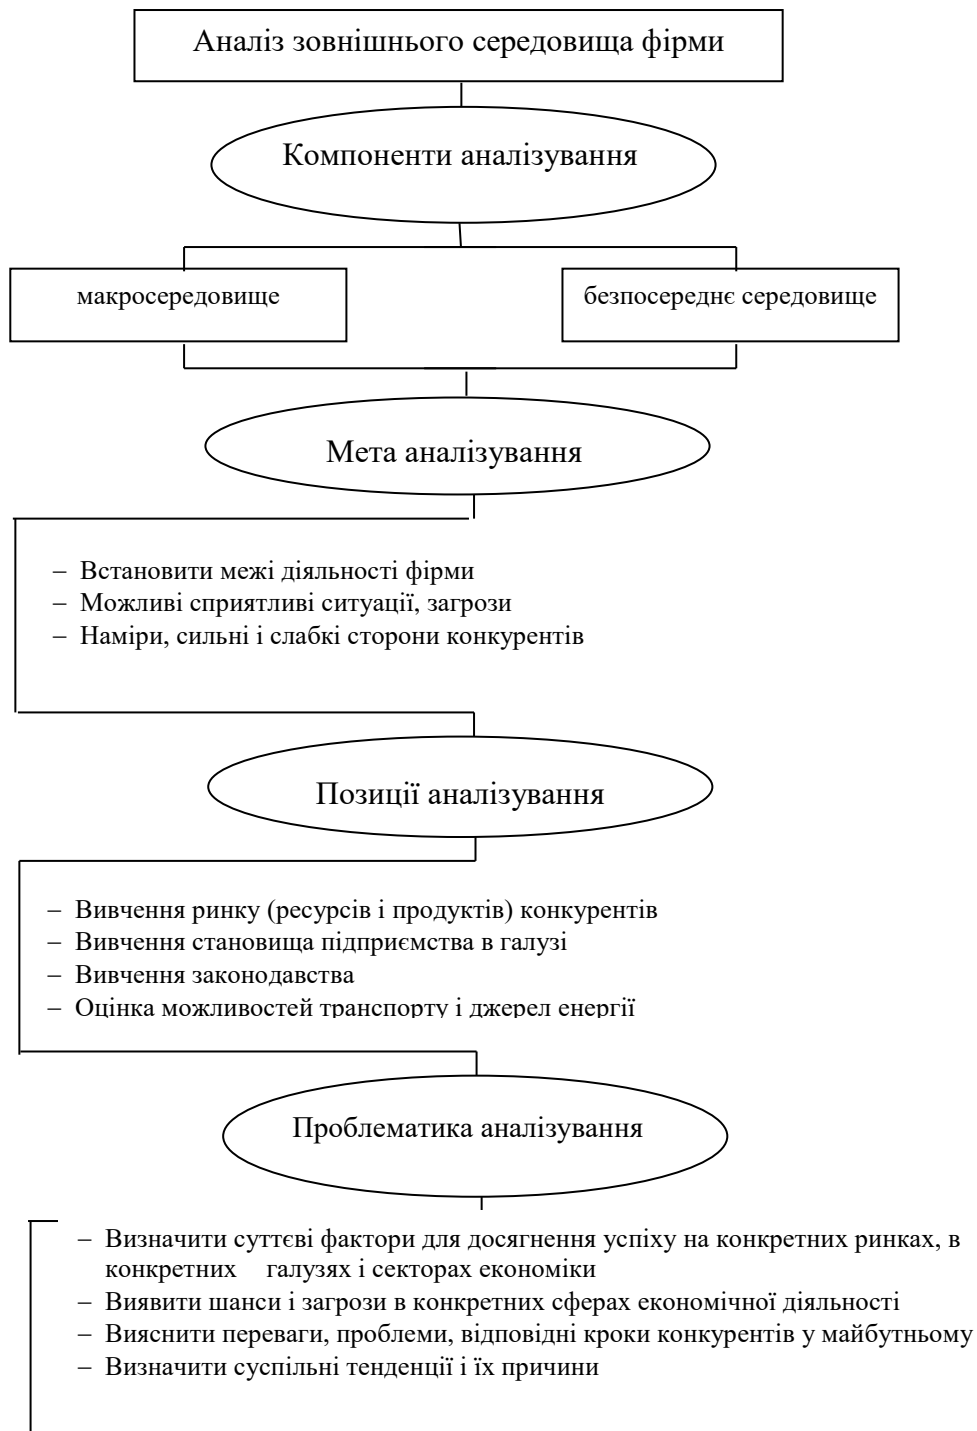 Аналіз зовнішнього середовища фірми
Компоненти аналізування
макросередовище
безпосереднє середовище
Мета аналізування
– Встановити межі діяльності фірми
– Можливі сприятливі ситуації, загрози
– Наміри, сильні і слабкі сторони конкурентів
Позиції аналізування
– Вивчення ринку (ресурсів і продуктів) конкурентів
– Вивчення становища підприємства в галузі
– Вивчення законодавства
– Оцінка можливостей транспорту і джерел енергії
Проблематика аналізування
– Визначити суттєві фактори для досягнення успіху на конкретних ринках, в
конкретних галузях і секторах економіки
– Виявити шанси і загрози в конкретних сферах економічної діяльності
– Вияснити переваги, проблеми, відповідні кроки конкурентів у майбутньому
– Визначити суспільні тенденції і їх причини